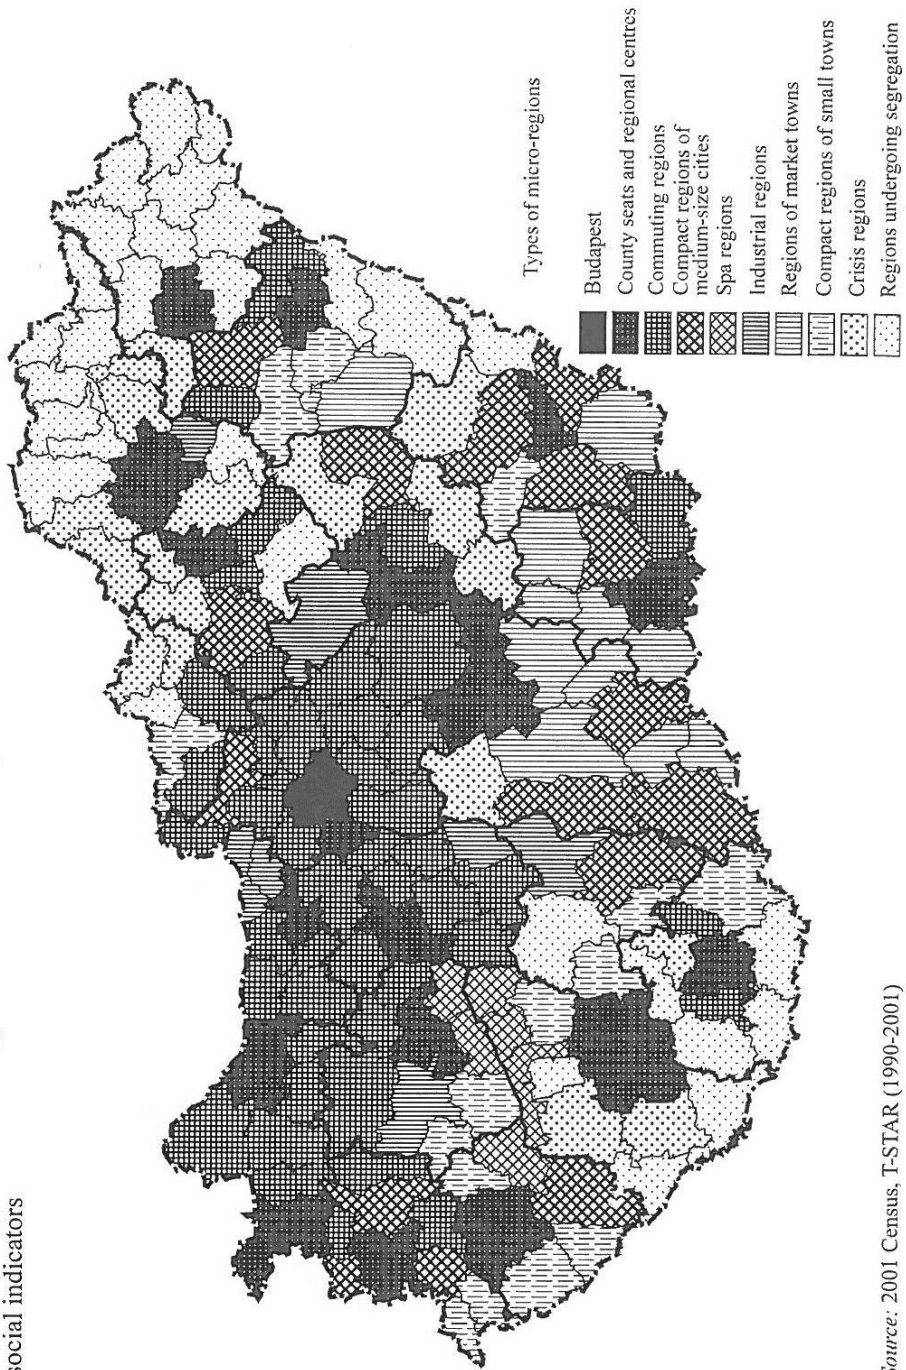 social indicators
Types of micro-regions
Budapest
County seats and regional centres
Commuting regions
Compact regions of
medium-size cities
Spa regions
Industrial regions
Regions of market towns
Compact regions of small towns
Crisis regions
Regions undergoing segregation
Source: 2001 Census, T-STAR (1990-2001)